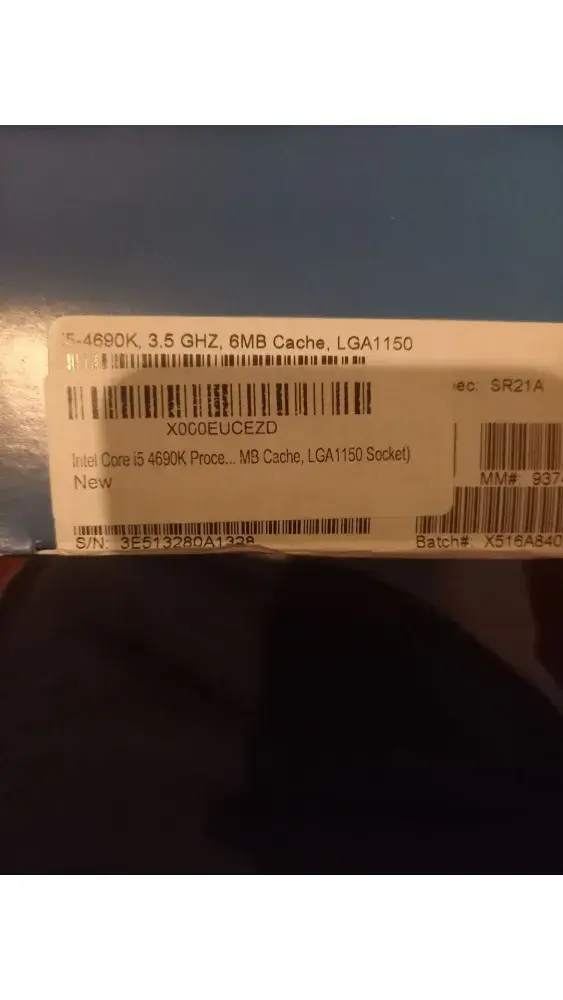 i5-4690K, 3.5 GHZ, 6MB Cache, LGA1150
ec: SR21A
X000EUCEZD
Intel Core i5 4690K Proce... MB Cache, LGA1150 Socket)
New
MM#: 937
S/N: 3E513280A1328
Batch#: X516A840